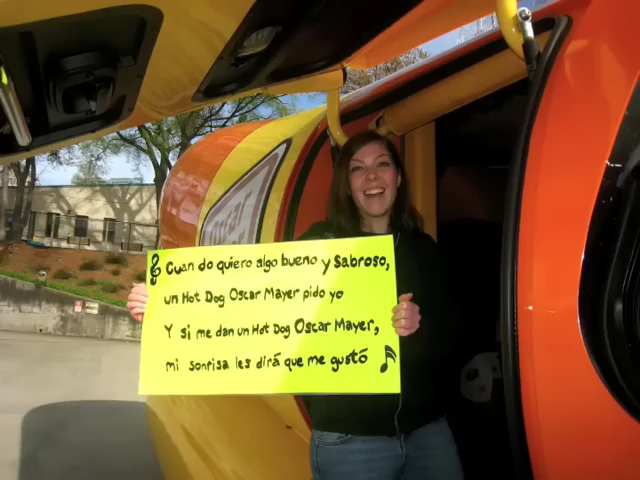 Cuan do quiero algo bueno y Sabroso,
un Hot Dog Oscar Mayer pido yo
Y si me dan un Hot Dog Oscar Mayer,
mi sonrisa les dirá que me gustó